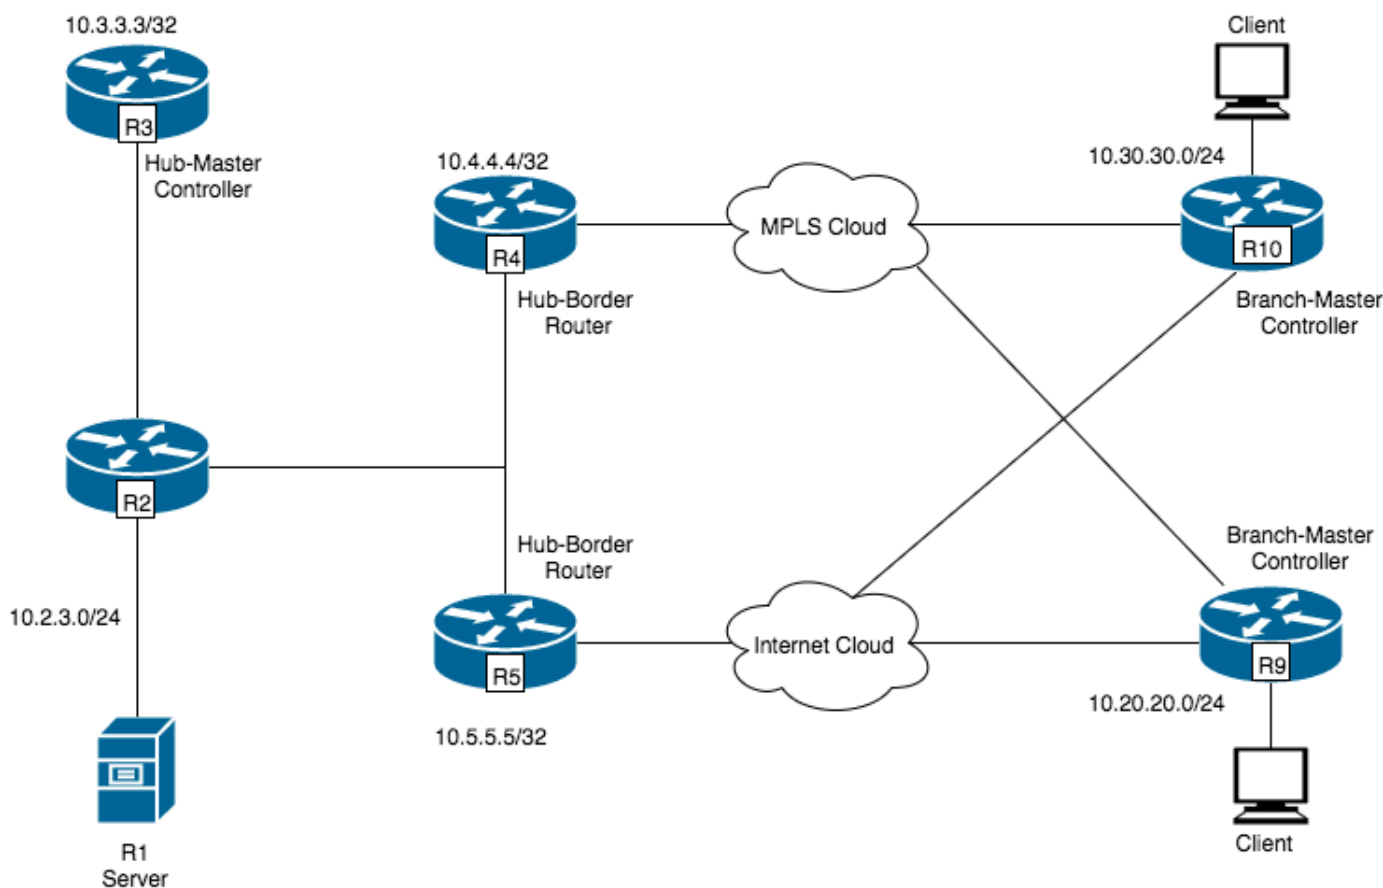 10.3.3.3/32
R3
Hub-Master
Controller
10.4.4.4/32
R4
Hub-Border
Router
MPLS Cloud
Client
10.30.30.0/24
R10
Branch-Master
Controller
R2
10.2.3.0/24
R1
Server
Hub-Border
Router
R5
10.5.5.5/32
Internet Cloud
Branch-Master
Controller
R9
10.20.20.0/24
Client